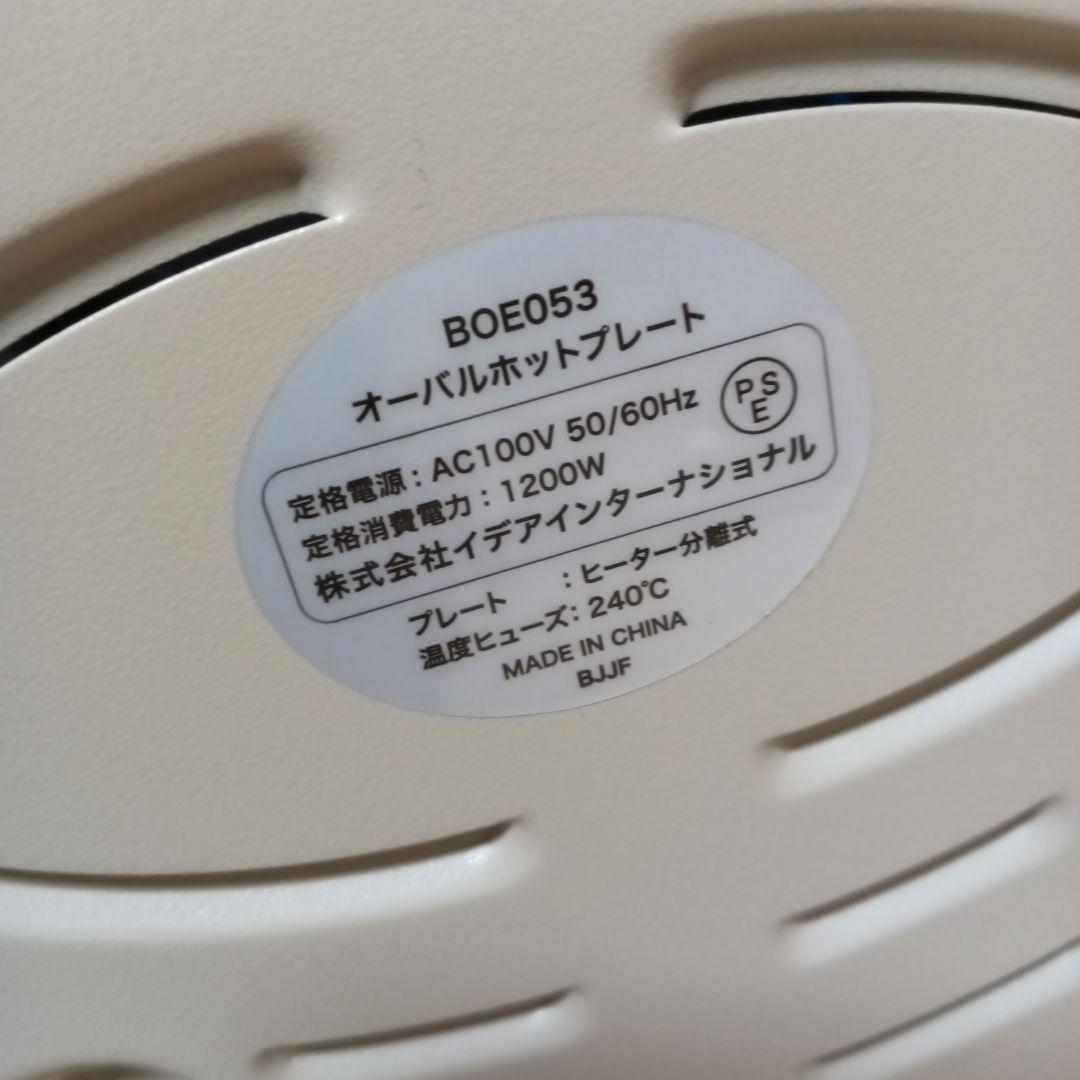 BOE053
オーバルホットプレート
定格電源：AC100V 50/60Hz
PSE
定格消費電力：1200W
株式会社イデアインターナショナル
プレート　　：ヒーター分離式
温度ヒューズ：240℃
MADE IN CHINA
BJJF